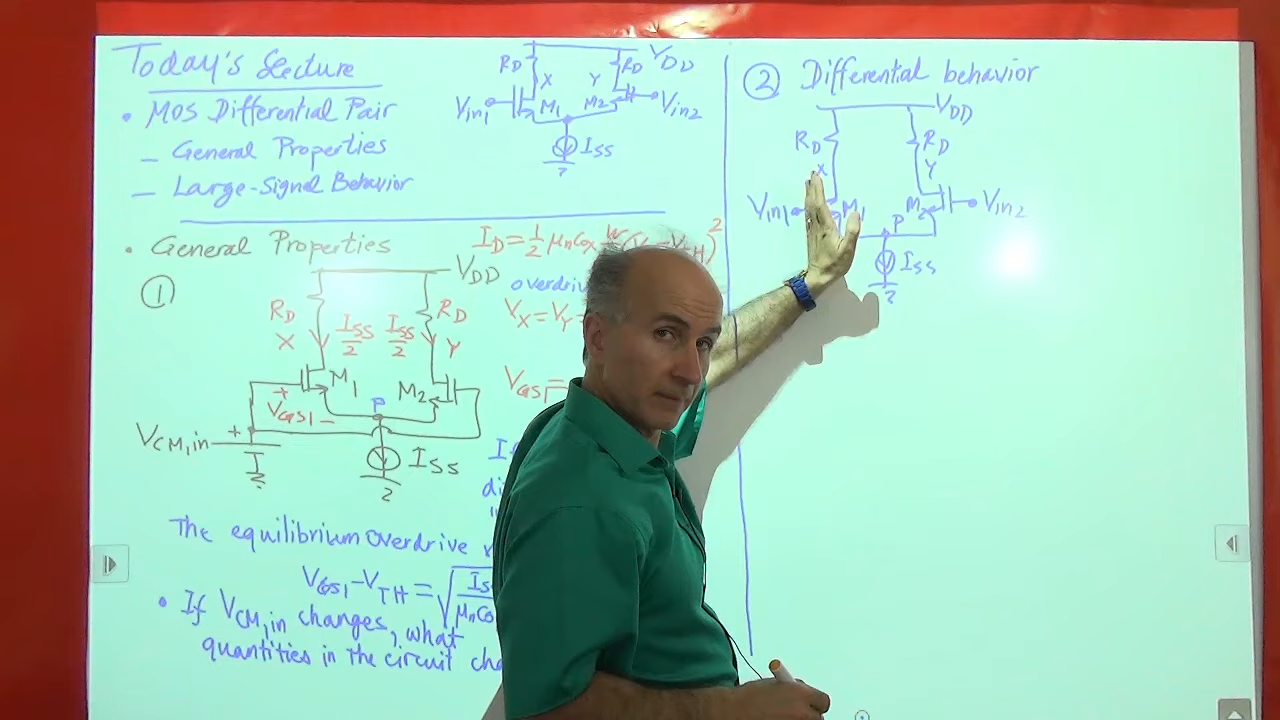 Today's Lecture
• MOS Differential Pair
– General Properties
– Large-Signal Behavior
RD X Y RD VDD
Vin1 M1 M2 Vin2
ISS
• General Properties
ID = 1/2 μnCox W
TH)²
①
VDD
RD ISS/2 ISS/2 RD
X Y
M1 M2
+ VGS1 –
P
VCM,in +
ISS
VX = VY =
VGS1 =
The equilibrium overdrive
VGS1 – VTH = √
• If VCM,in changes, what
quantities in the circuit
② Differential behavior
VDD
RD RD
X Y
Vin1 M1 M2 Vin2
P
ISS